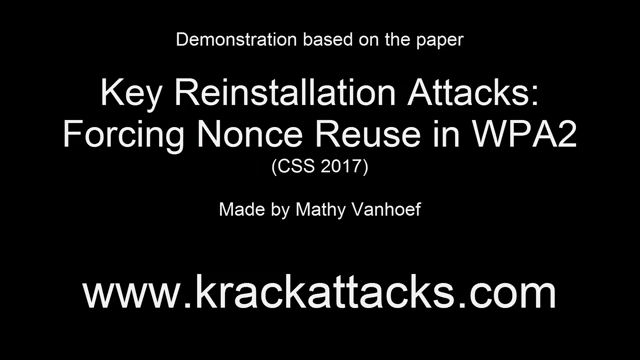 Demonstration based on the paper
Key Reinstallation Attacks:
Forcing Nonce Reuse in WPA2
(CSS 2017)
Made by Mathy Vanhoef
www.krackattacks.com